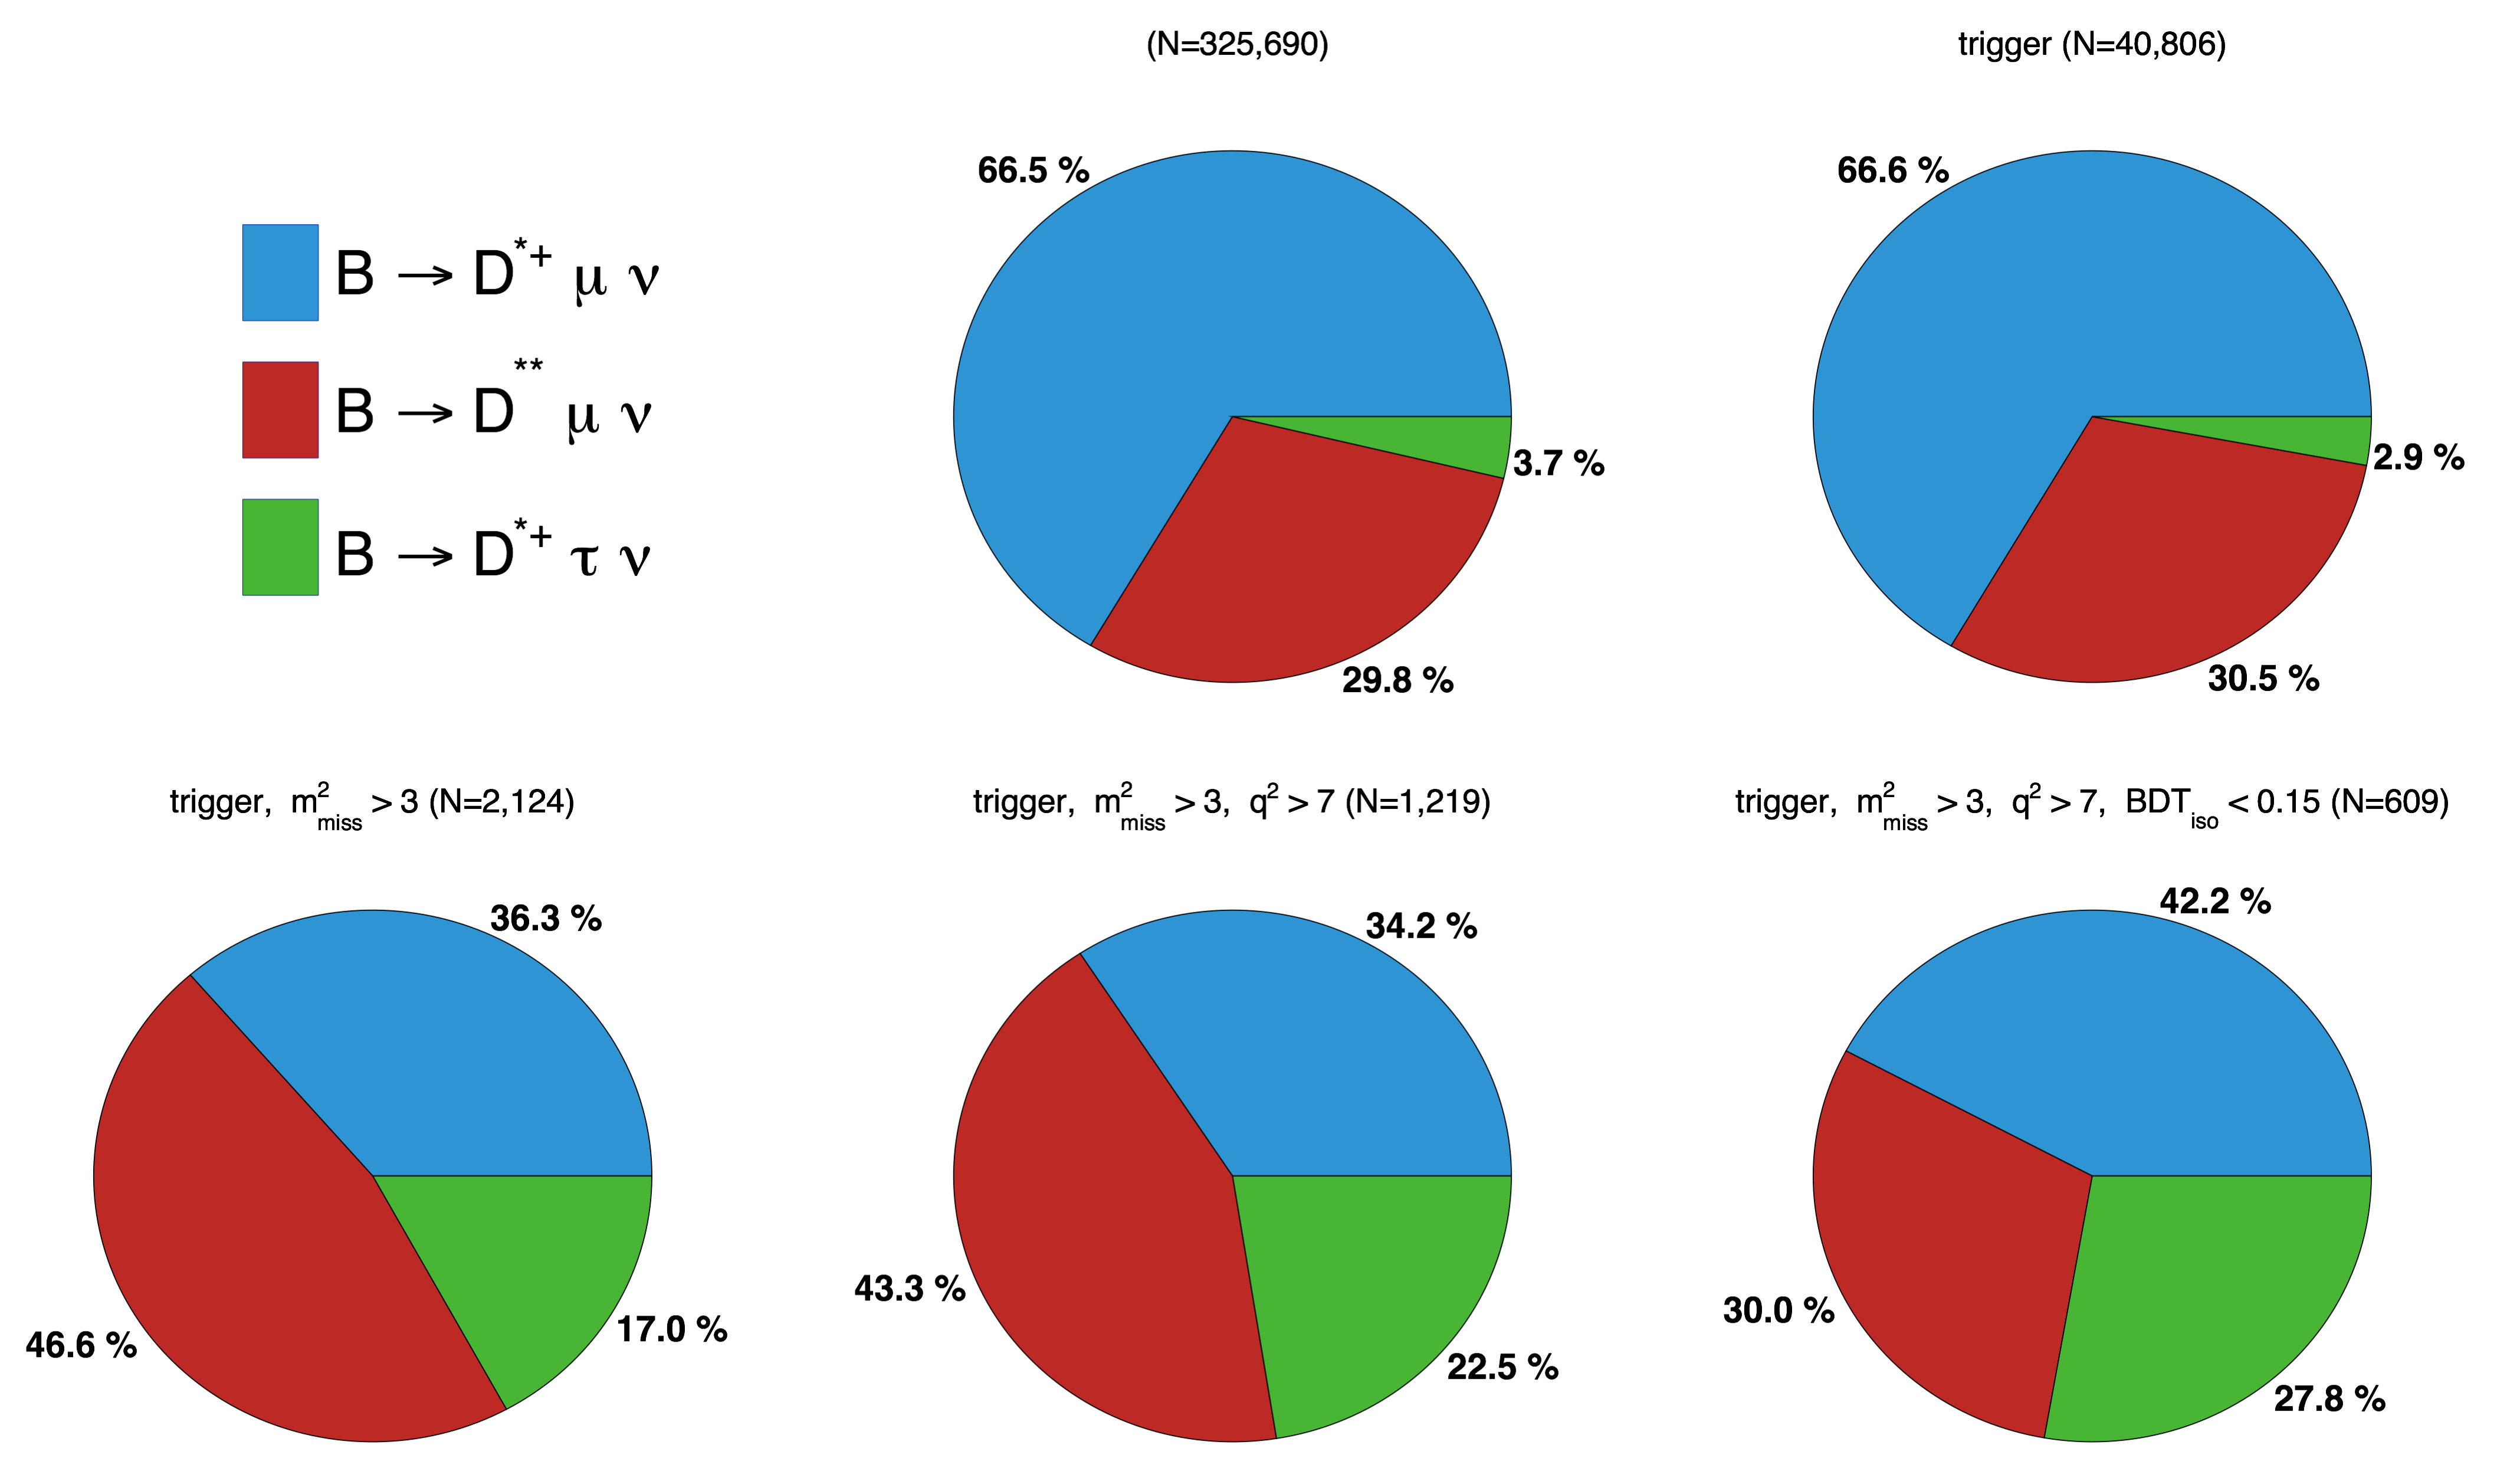 (N=325,690)
trigger (N=40,806)
B → D*+ μ ν
B → D** μ ν
B → D*+ τ ν
66.5 %
3.7 %
29.8 %
66.6 %
2.9 %
30.5 %
trigger, m²miss > 3 (N=2,124)
trigger, m²miss > 3, q² > 7 (N=1,219)
trigger, m²miss > 3, q² > 7, BDTiso < 0.15 (N=609)
36.3 %
46.6 %
17.0 %
34.2 %
43.3 %
22.5 %
42.2 %
30.0 %
27.8 %